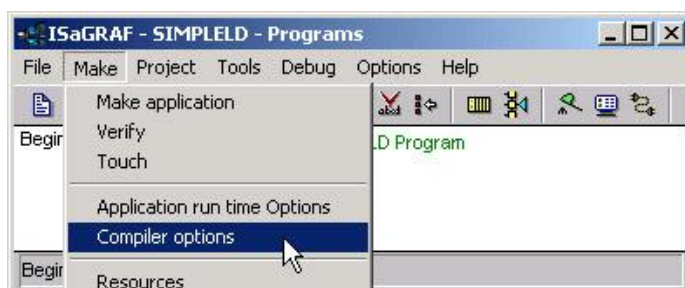 ISaGRAF - SIMPLELD - Programs
File Make Project Tools Debug Options Help
Make application
Verify
Begin
.D Program
Touch
Application run time Options
Compiler options
Begin
Resources